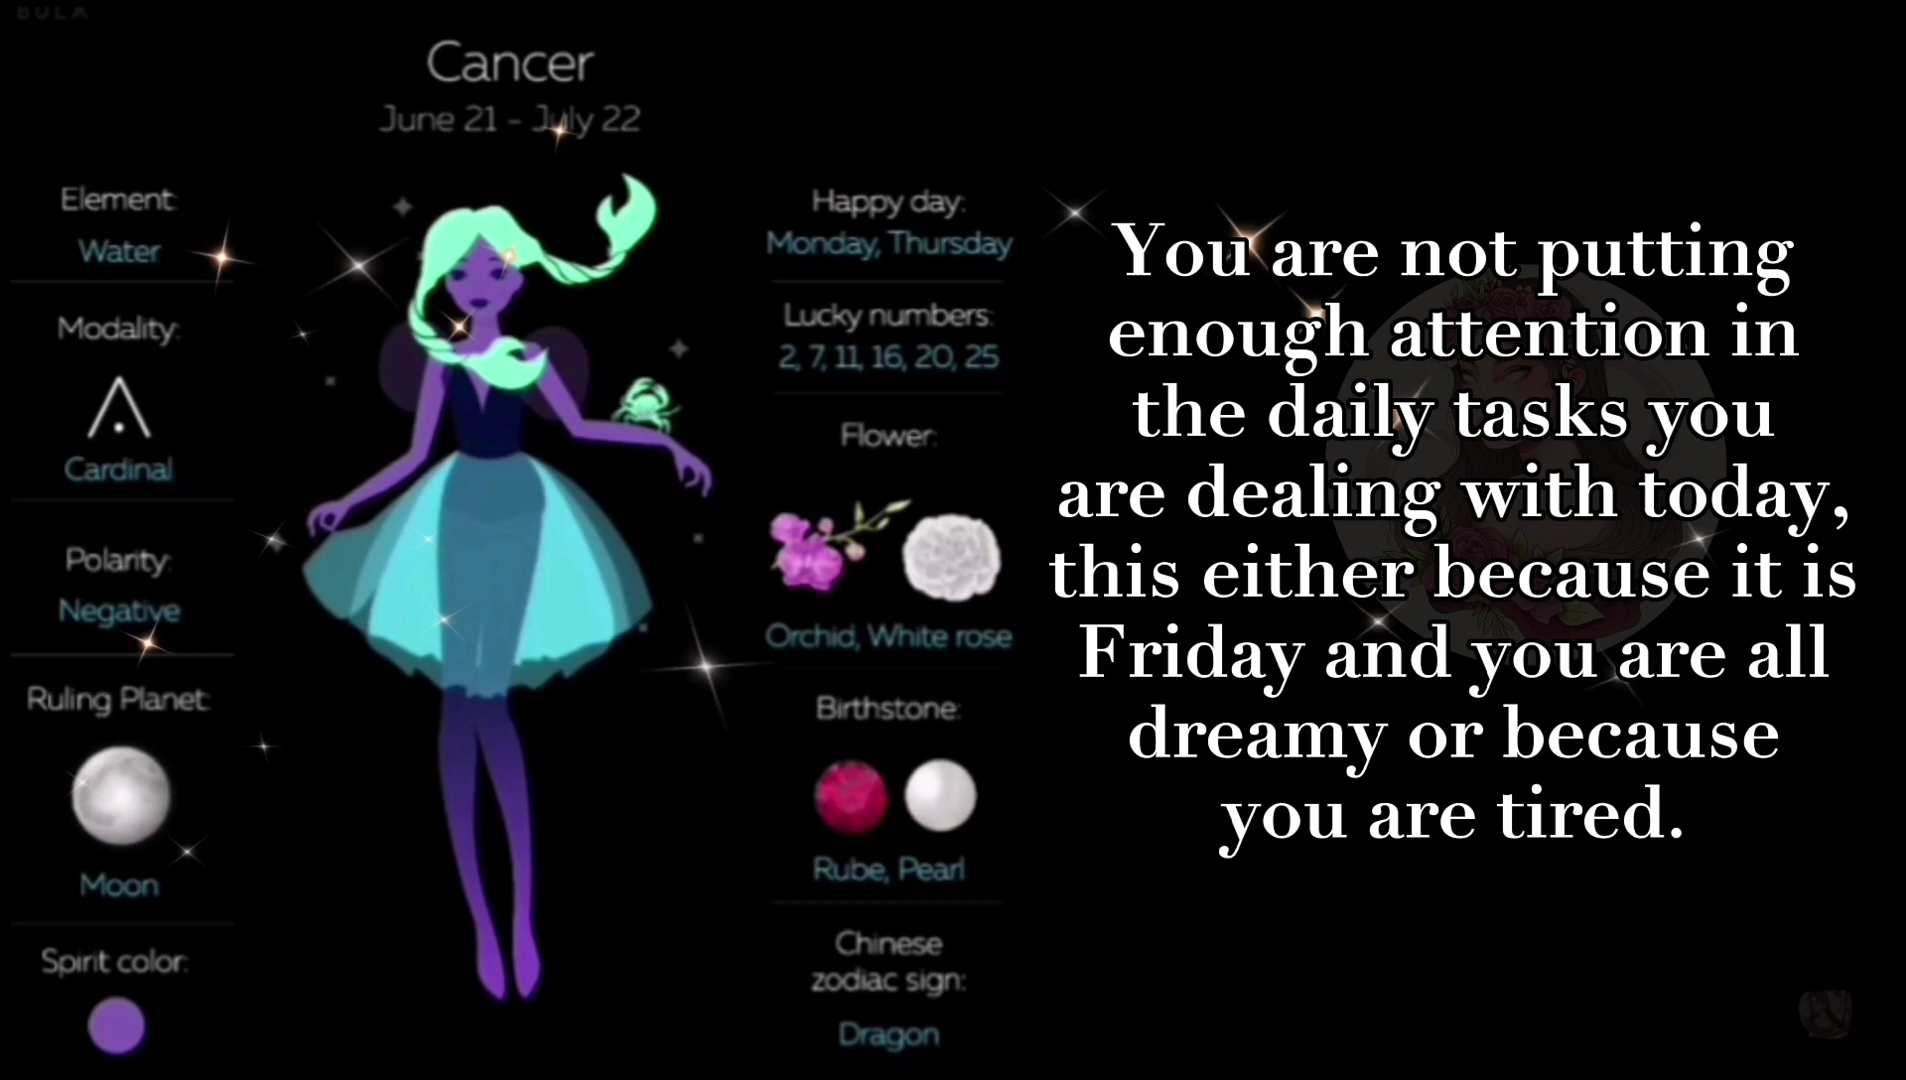 Cancer
June 21 - July 22
Element:
Water
Modality:
Cardinal
Polarity:
Negative
Ruling Planet:
Moon
Spirit color:
Happy day:
Monday, Thursday
Lucky numbers:
2, 7, 11, 16, 20, 25
Flower:
Orchid, White rose
Birthstone:
Rube, Pearl
Chinese
zodiac sign:
Dragon
You are not putting
enough attention in
the daily tasks you
are dealing with today,
this either because it is
Friday and you are all
dreamy or because
you are tired.